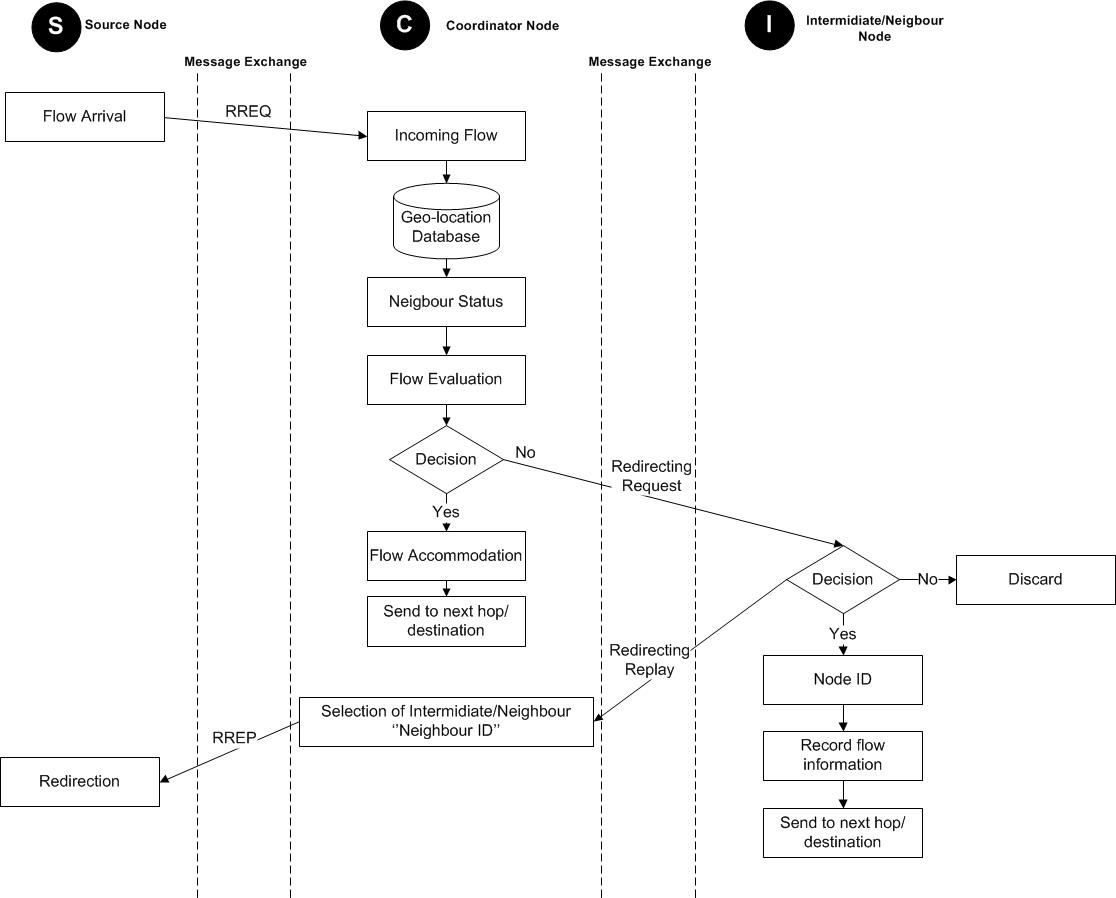 S
Source Node
C
Coordinator Node
I
Intermidiate/Neigbour
Node
Message Exchange
Message Exchange
Flow Arrival
RREQ
Incoming Flow
Geo-location
Database
Neigbour Status
Flow Evaluation
Decision
No
Redirecting
Request
Yes
Flow Accommodation
Send to next hop/
destination
Decision
No
Discard
Yes
Redirecting
Replay
Node ID
Selection of Intermidiate/Neighbour
‘’Neighbour ID’’
RREP
Redirection
Record flow
information
Send to next hop/
destination